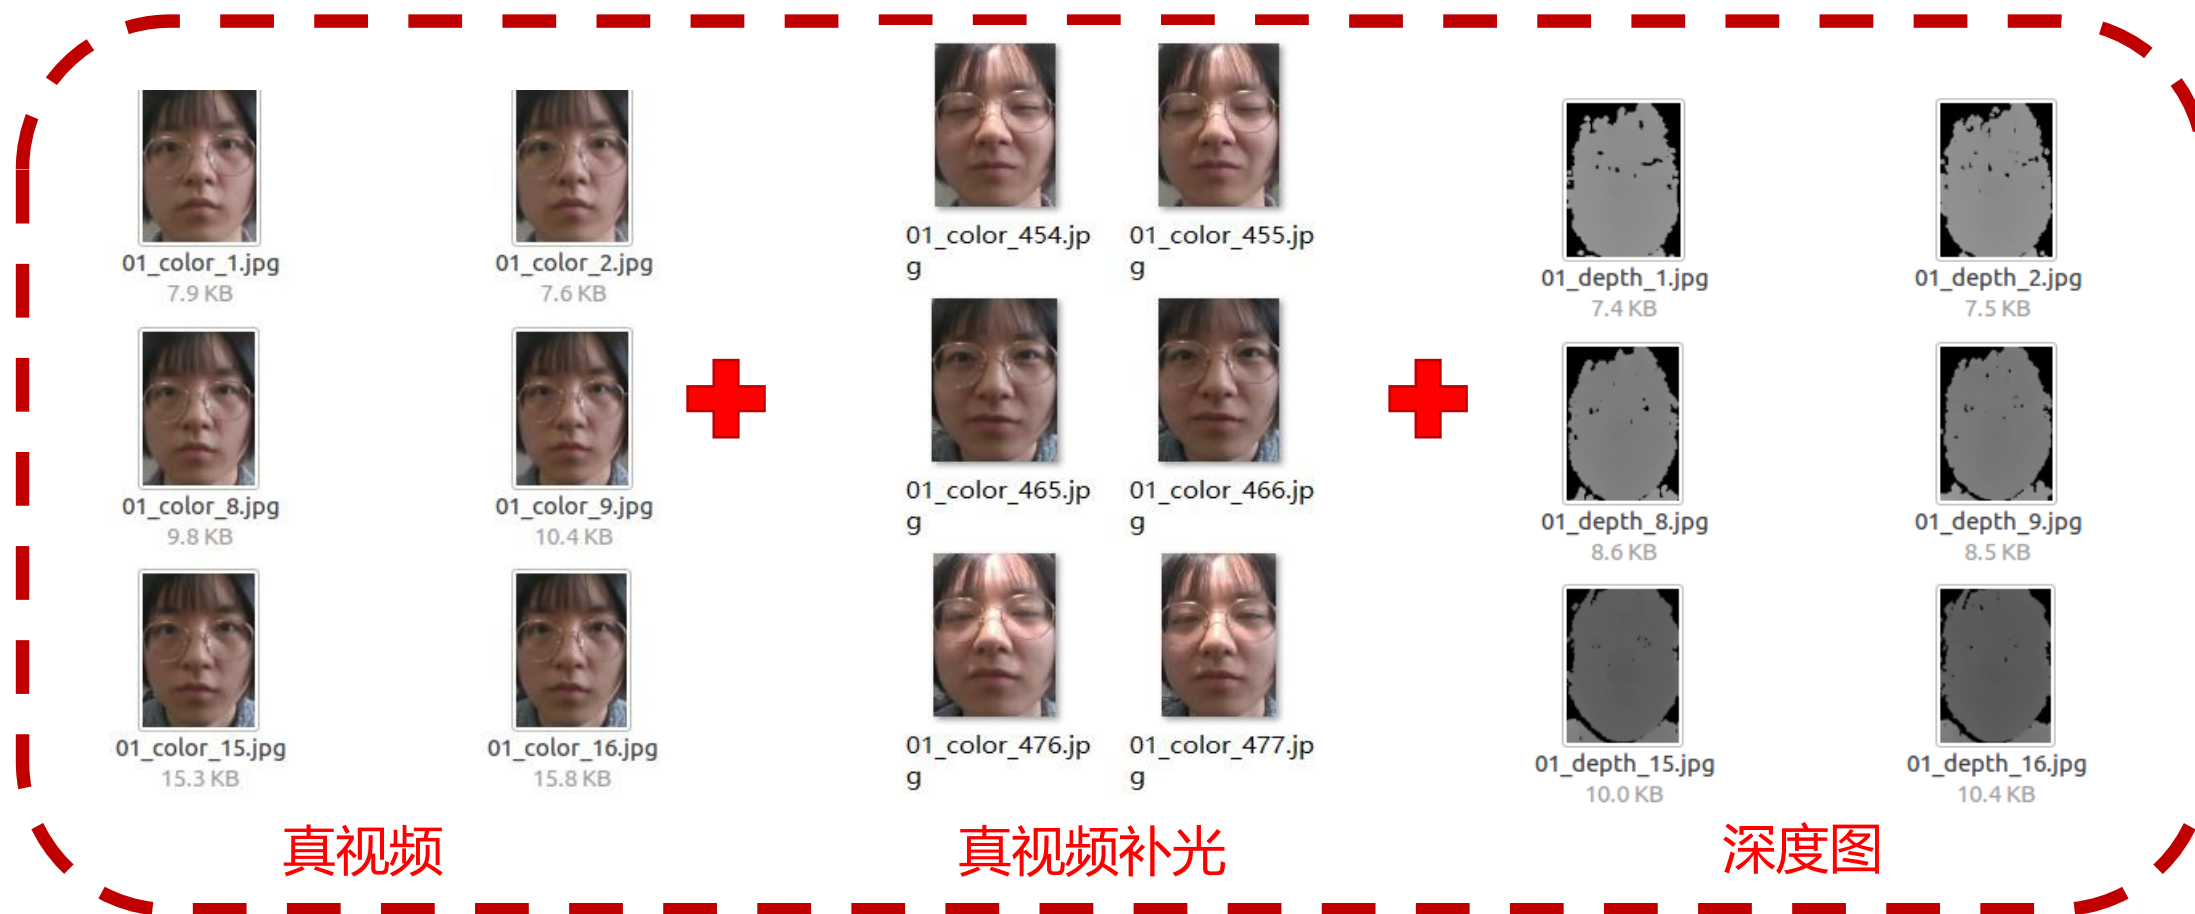 01_color_1.jpg
7.9 KB
01_color_2.jpg
7.6 KB
01_color_8.jpg
9.8 KB
01_color_9.jpg
10.4 KB
01_color_15.jpg
15.3 KB
01_color_16.jpg
15.8 KB
真视频
01_color_454.jp
g
01_color_455.jp
g
01_color_465.jp
g
01_color_466.jp
g
01_color_476.jp
g
01_color_477.jp
g
真视频补光
01_depth_1.jpg
7.4 KB
01_depth_2.jpg
7.5 KB
01_depth_8.jpg
8.6 KB
01_depth_9.jpg
8.5 KB
01_depth_15.jpg
10.0 KB
01_depth_16.jpg
10.4 KB
深度图